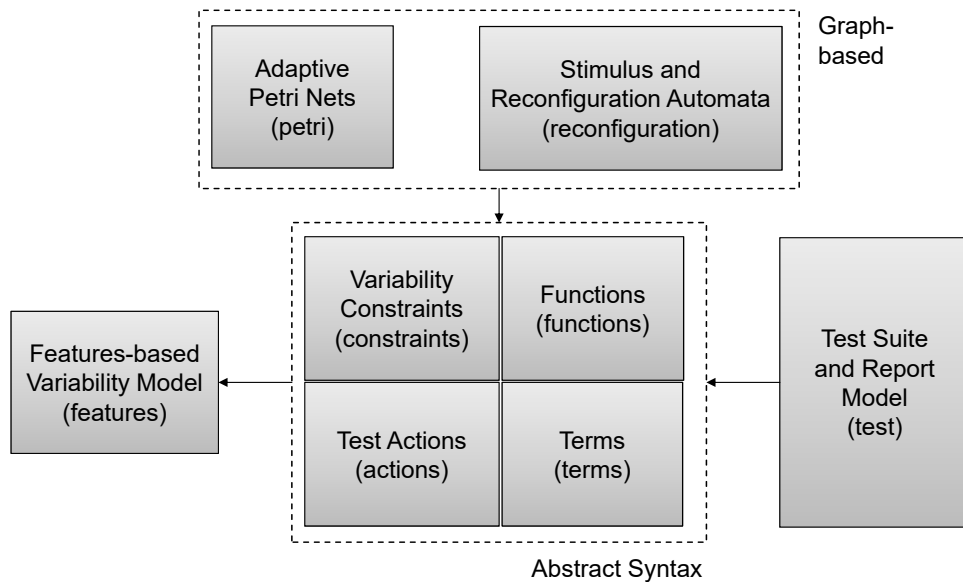 Graph-
based
Adaptive
Petri Nets
(petri)
Stimulus and
Reconfiguration Automata
(reconfiguration)
Variability
Constraints
(constraints)
Functions
(functions)
Features-based
Variability Model
(features)
Test Suite
and Report
Model
(test)
Test Actions
(actions)
Terms
(terms)
Abstract Syntax